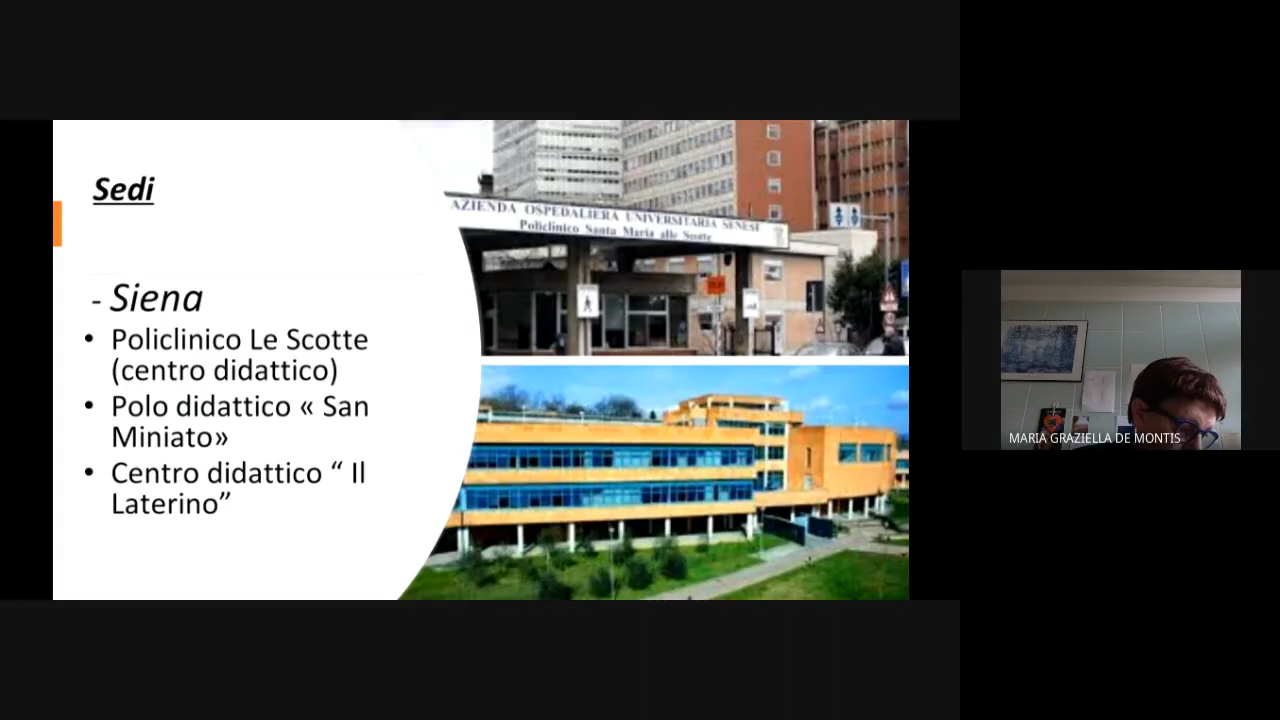 Sedi
- Siena
• Policlinico Le Scotte
(centro didattico)
• Polo didattico « San
Miniato»
• Centro didattico “ Il
Laterino”
AZIENDA OSPEDALIERA UNIVERSITARIA SENESE
Policlinico Santa Maria alle Scotte
MARIA GRAZIELLA DE MONTIS